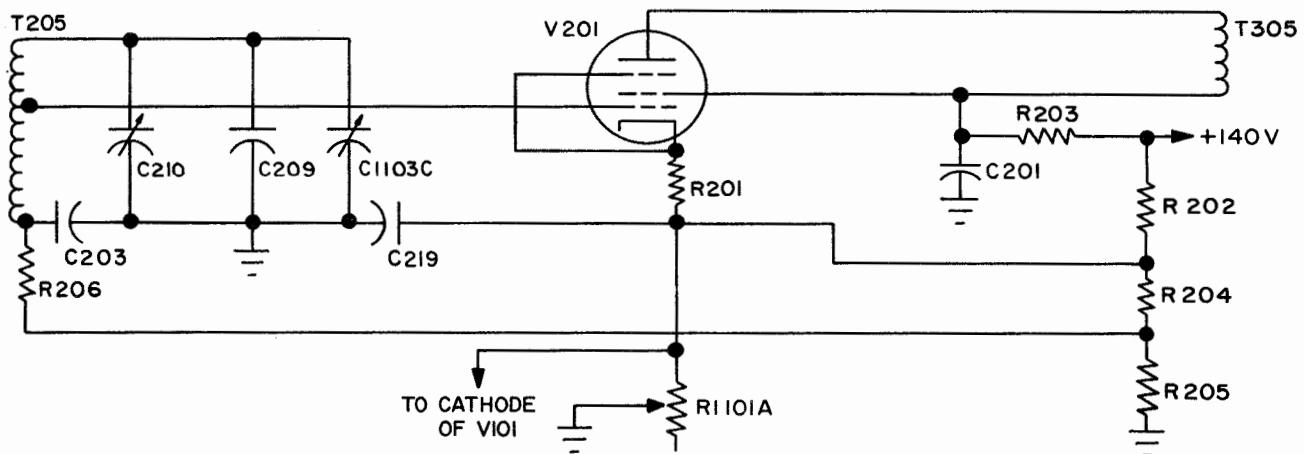 T205
V201
T305
R203
+140V
C210
C209
C1103C
C201
R201
R202
C203
C219
R206
R204
TO CATHODE
OF V101
R1101A
R205